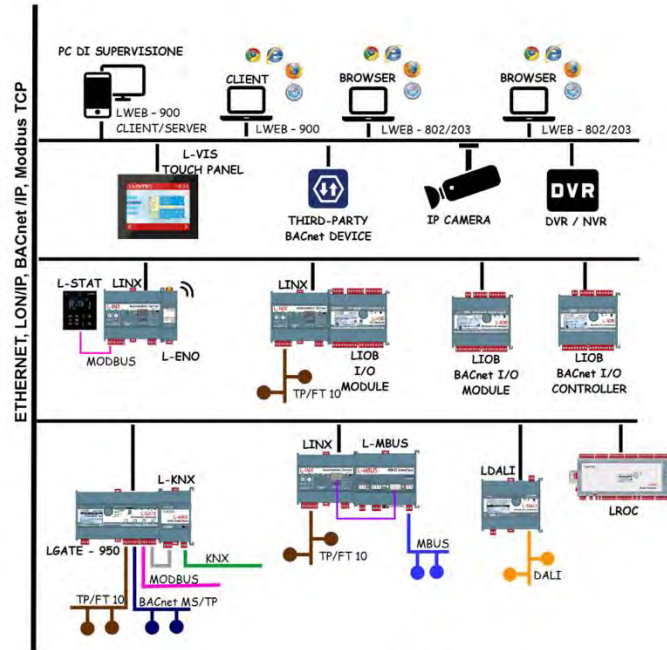 ETHERNET, LON/IP, BACnet /IP, Modbus TCP
PC DI SUPERVISIONE
LWEB - 900
CLIENT/SERVER
CLIENT
LWEB - 900
BROWSER
LWEB - 802/203
BROWSER
LWEB - 802/203
L-VIS
TOUCH PANEL
THIRD-PARTY
BACnet DEVICE
IP CAMERA
DVR
DVR / NVR
L-STAT
LINX
L-ENO
MODBUS
LINX
LIOB
I/O
MODULE
TP/FT 10
LIOB
BACnet I/O
MODULE
LIOB
BACnet I/O
CONTROLLER
L-KNX
LGATE - 950
KNX
MODBUS
TP/FT 10
BACnet MS/TP
LINX
L-MBUS
TP/FT 10
MBUS
LDALI
DALI
LROC